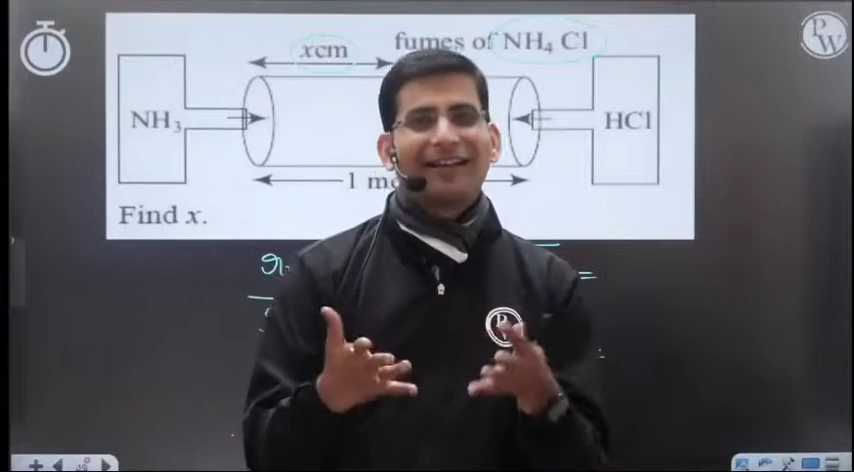 PW
xcm
fumes of NH₄ Cl
NH₃
HCl
1 m
Find x.